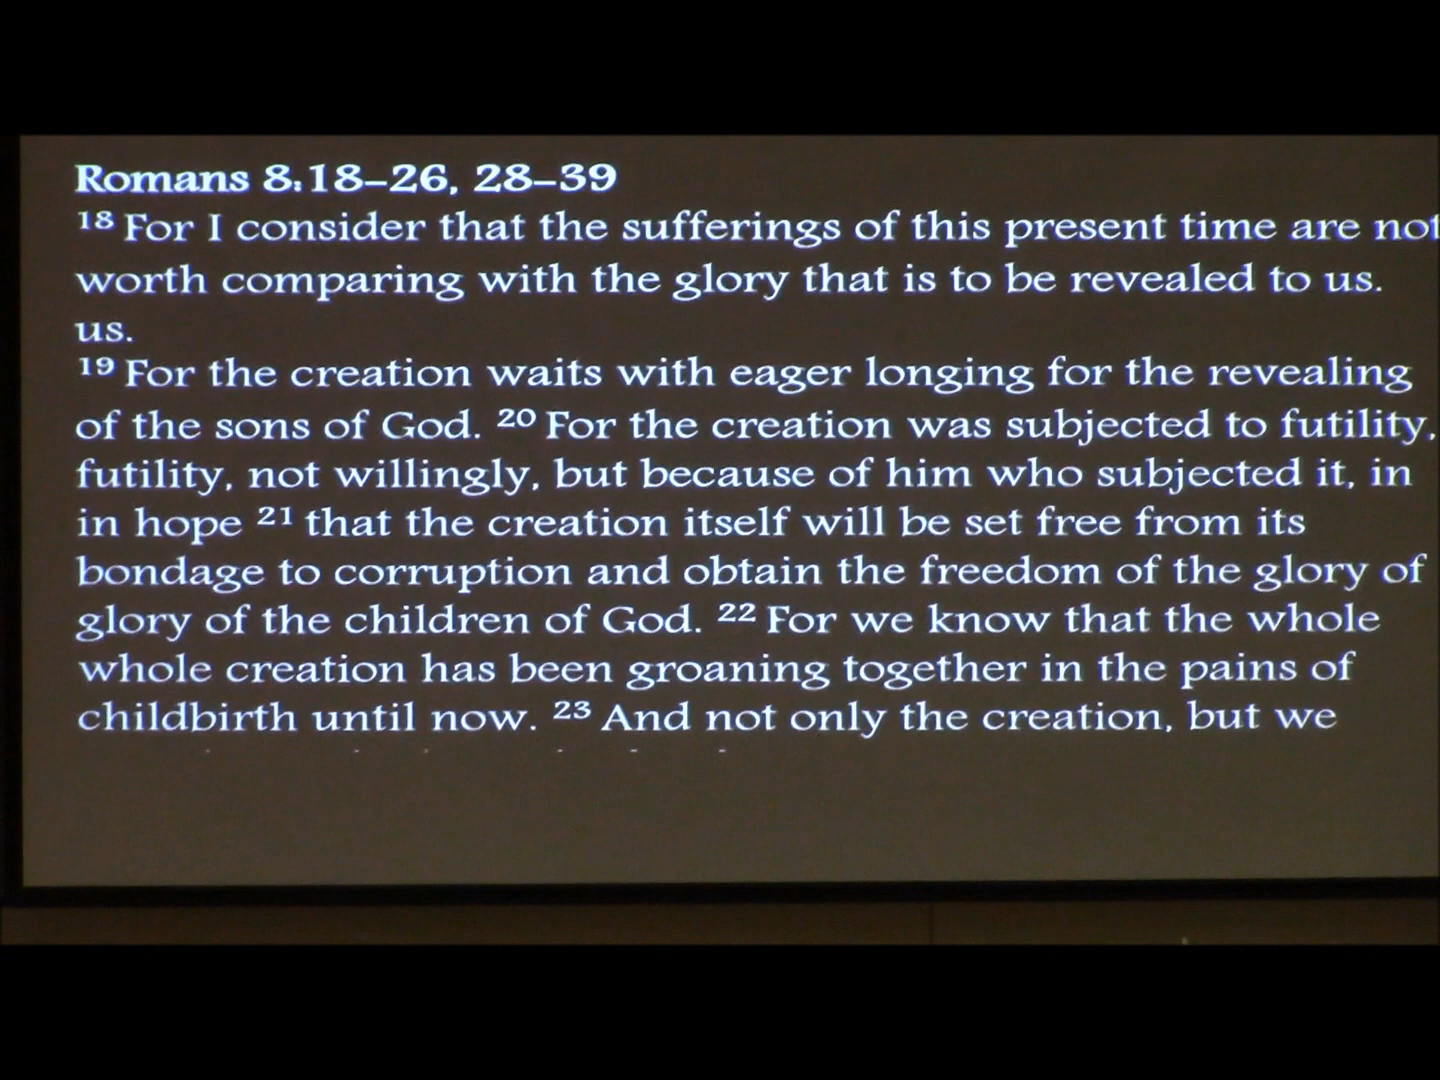 Romans 8:18–26, 28–39
18 For I consider that the sufferings of this present time are not
worth comparing with the glory that is to be revealed to us.
us.
19 For the creation waits with eager longing for the revealing
of the sons of God. 20 For the creation was subjected to futility,
futility, not willingly, but because of him who subjected it, in
in hope 21 that the creation itself will be set free from its
bondage to corruption and obtain the freedom of the glory of
glory of the children of God. 22 For we know that the whole
whole creation has been groaning together in the pains of
childbirth until now. 23 And not only the creation, but we